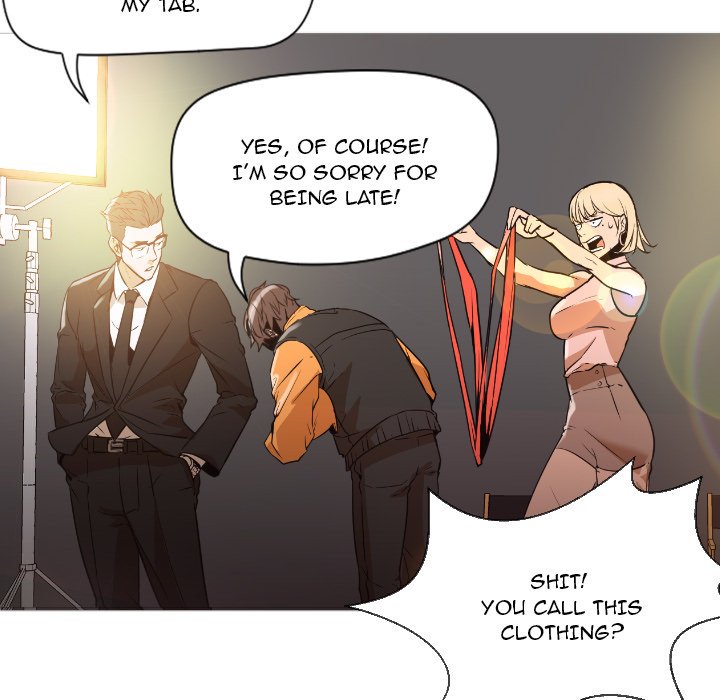 MY TAB.
YES, OF COURSE!
I'M SO SORRY FOR
BEING LATE!
SHIT!
YOU CALL THIS
CLOTHING?